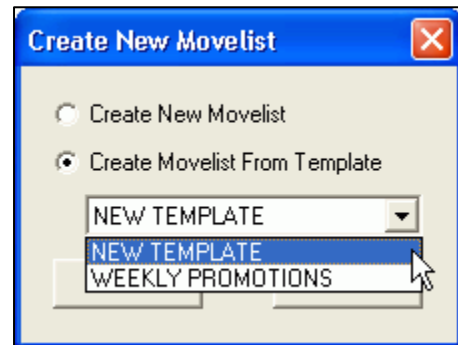 Create New Movelist
Create New Movelist
Create Movelist From Template
NEW TEMPLATE
NEW TEMPLATE
WEEKLY PROMOTIONS